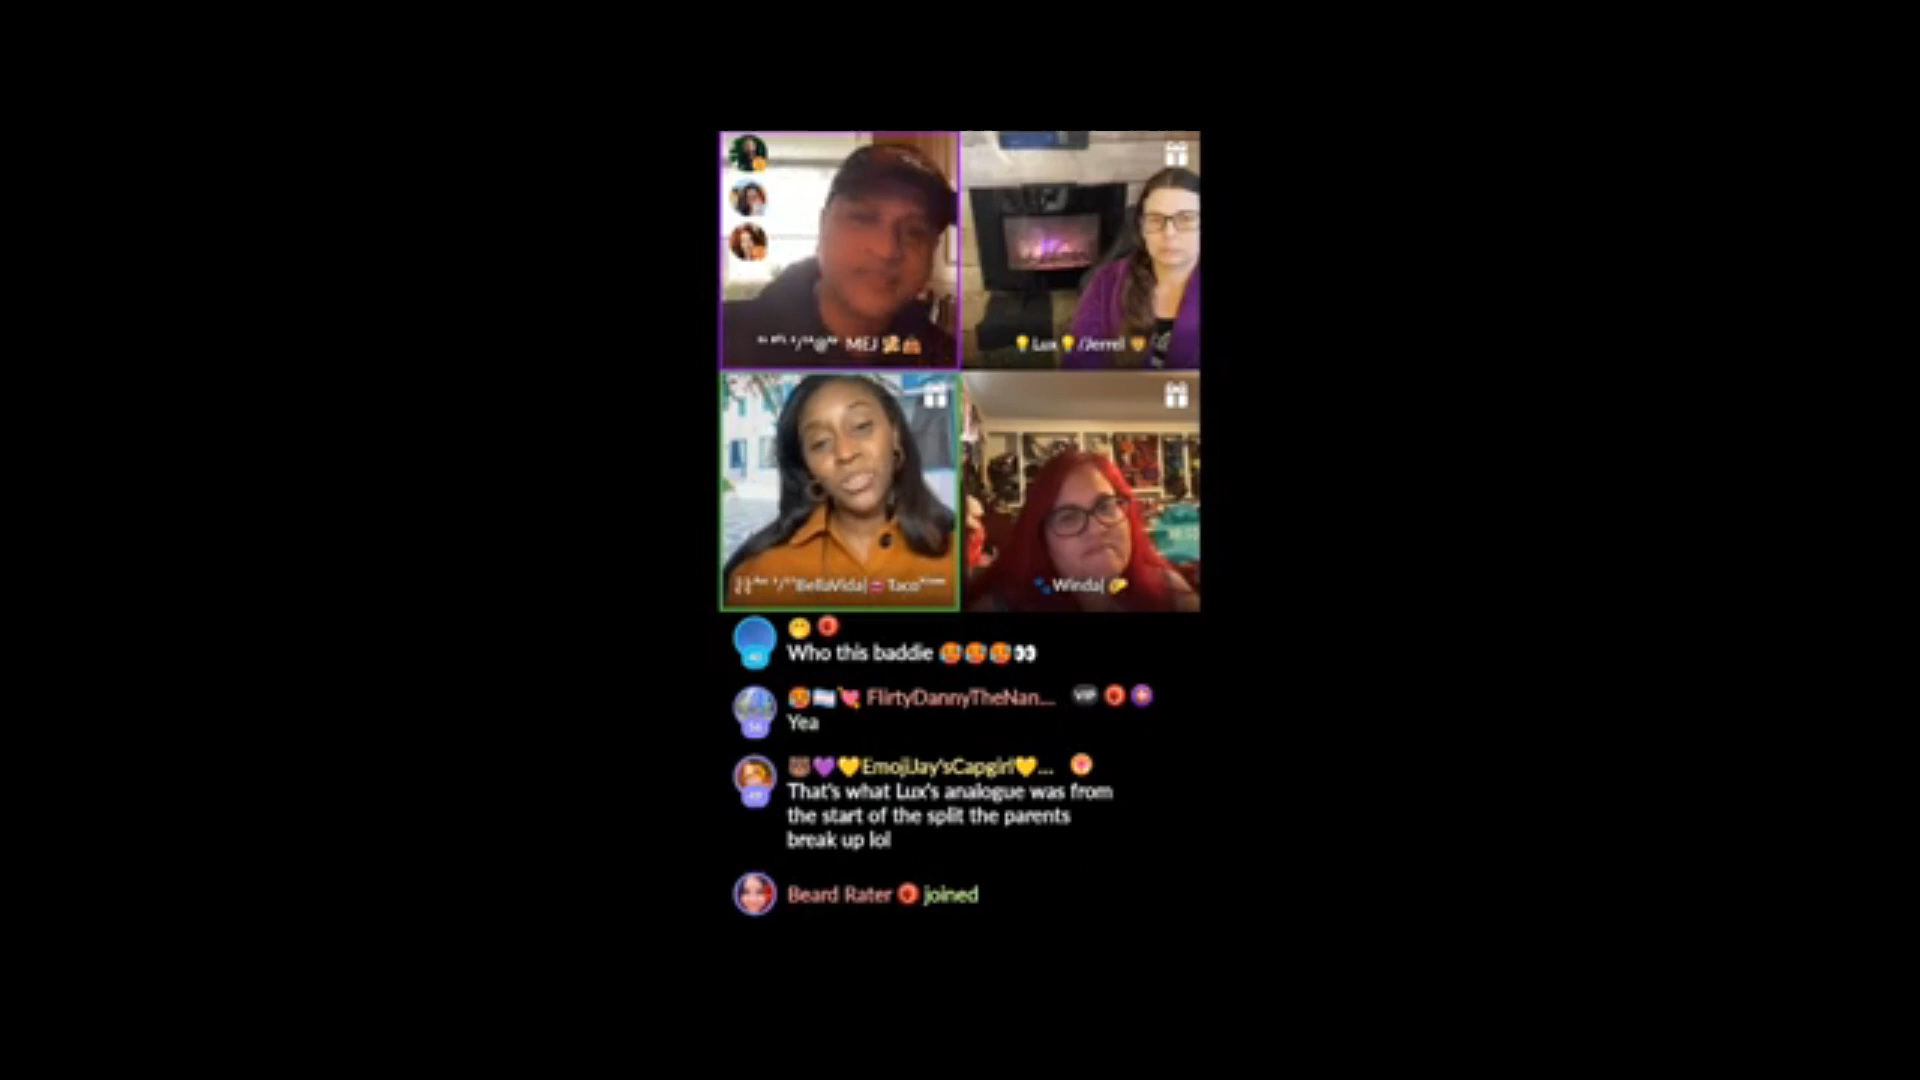 MEJ
Lux /Jerrel
BellaVida| Taco
Winda|
Who this baddie
FlirtyDannyTheNan... VIP
Yea
EmojiJay'sCapgirl...
That's what Lux's analogue was from
the start of the split the parents
break up lol
Beard Rater joined